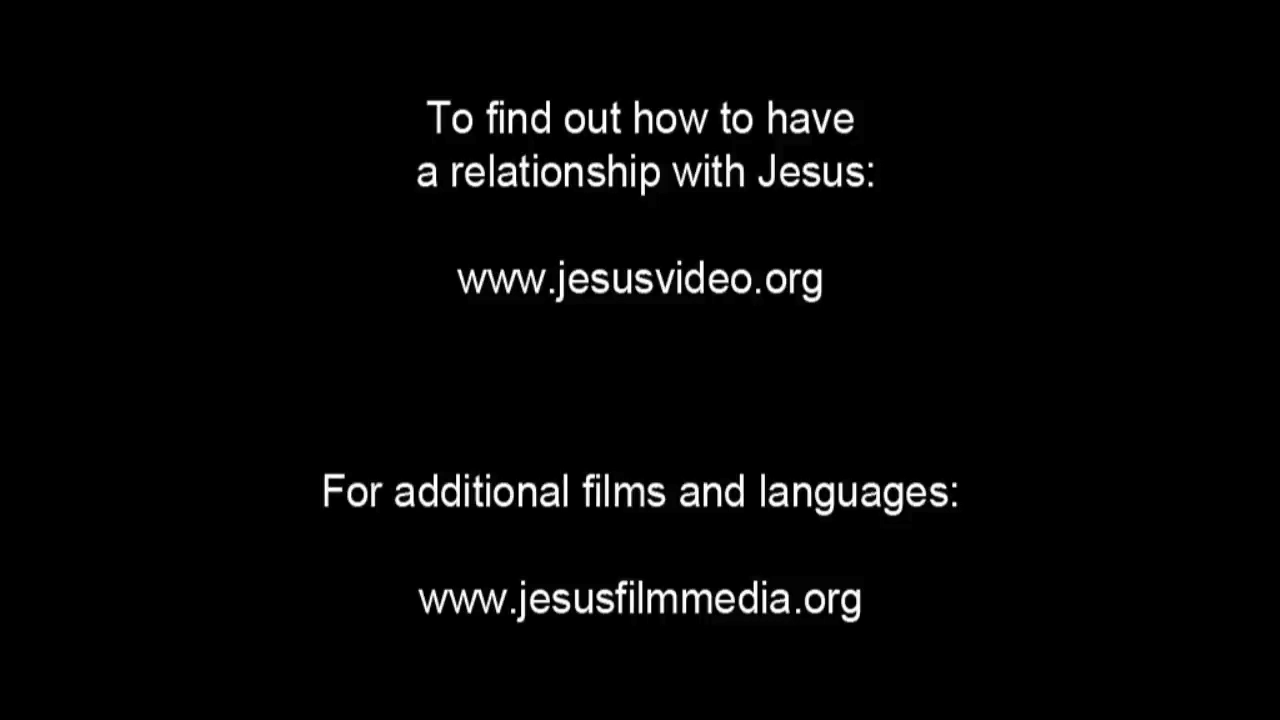 To find out how to have
a relationship with Jesus:
www.jesusvideo.org
For additional films and languages:
www.jesusfilmmedia.org